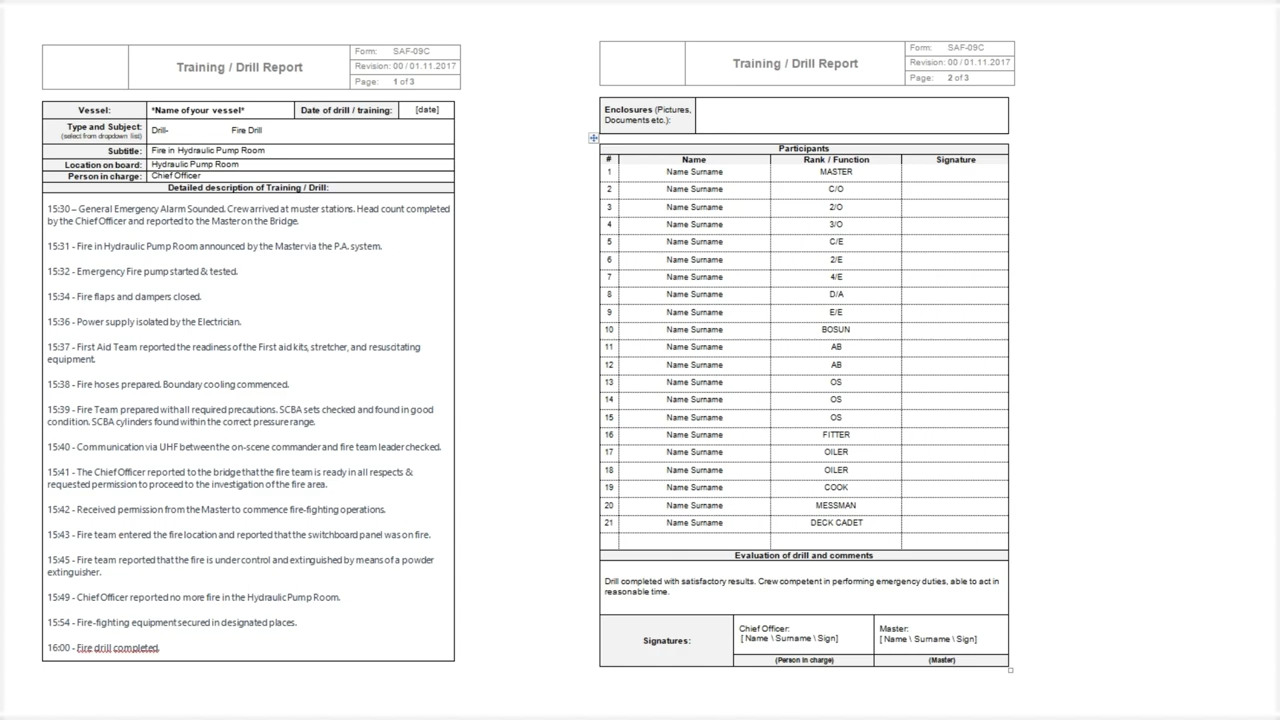 Training / Drill Report
Form: SAF-09C
Revision: 00 / 01.11.2017
Page: 1 of 3
Vessel: *Name of your vessel* Date of drill / training: [date]
Type and Subject: (select from dropdown list) Drill- Fire Drill
Subtitle: Fire in Hydraulic Pump Room
Location on board: Hydraulic Pump Room
Person in charge: Chief Officer
Detailed description of Training / Drill:
15:30 – General Emergency Alarm Sounded. Crew arrived at muster stations. Head count completed
by the Chief Officer and reported to the Master on the Bridge.
15:31 - Fire in Hydraulic Pump Room announced by the Master via the P.A. system.
15:32 - Emergency Fire pump started & tested.
15:34 - Fire flaps and dampers closed.
15:36 - Power supply isolated by the Electrician.
15:37 - First Aid Team reported the readiness of the First aid kits, stretcher, and resuscitating
equipment.
15:38 - Fire hoses prepared. Boundary cooling commenced.
15:39 - Fire Team prepared with all required precautions. SCBA sets checked and found in good
condition. SCBA cylinders found within the correct pressure range.
15:40 - Communication via UHF between the on-scene commander and fire team leader checked.
15:41 - The Chief Officer reported to the bridge that the fire team is ready in all respects &
requested permission to proceed to the investigation of the fire area.
15:42 - Received permission from the Master to commence fire-fighting operations.
15:43 - Fire team entered the fire location and reported that the switchboard panel was on fire.
15:45 - Fire team reported that the fire is under control and extinguished by means of a powder
extinguisher.
15:49 - Chief Officer reported no more fire in the Hydraulic Pump Room.
15:54 - Fire-fighting equipment secured in designated places.
16:00 - Fire drill completed.
Training / Drill Report
Form: SAF-09C
Revision: 00 / 01.11.2017
Page: 2 of 3
Enclosures (Pictures,
Documents etc.):
Participants
# Name Rank / Function Signature
1 Name Surname MASTER
2 Name Surname C/O
3 Name Surname 2/O
4 Name Surname 3/O
5 Name Surname C/E
6 Name Surname 2/E
7 Name Surname 4/E
8 Name Surname D/A
9 Name Surname E/E
10 Name Surname BOSUN
11 Name Surname AB
12 Name Surname AB
13 Name Surname OS
14 Name Surname OS
15 Name Surname OS
16 Name Surname FITTER
17 Name Surname OILER
18 Name Surname OILER
19 Name Surname COOK
20 Name Surname MESSMAN
21 Name Surname DECK CADET
Evaluation of drill and comments
Drill completed with satisfactory results. Crew competent in performing emergency duties, able to act in
reasonable time.
Signatures:
Chief Officer:
[ Name \ Surname \ Sign]
(Person in charge)
Master:
[ Name \ Surname \ Sign]
(Master)